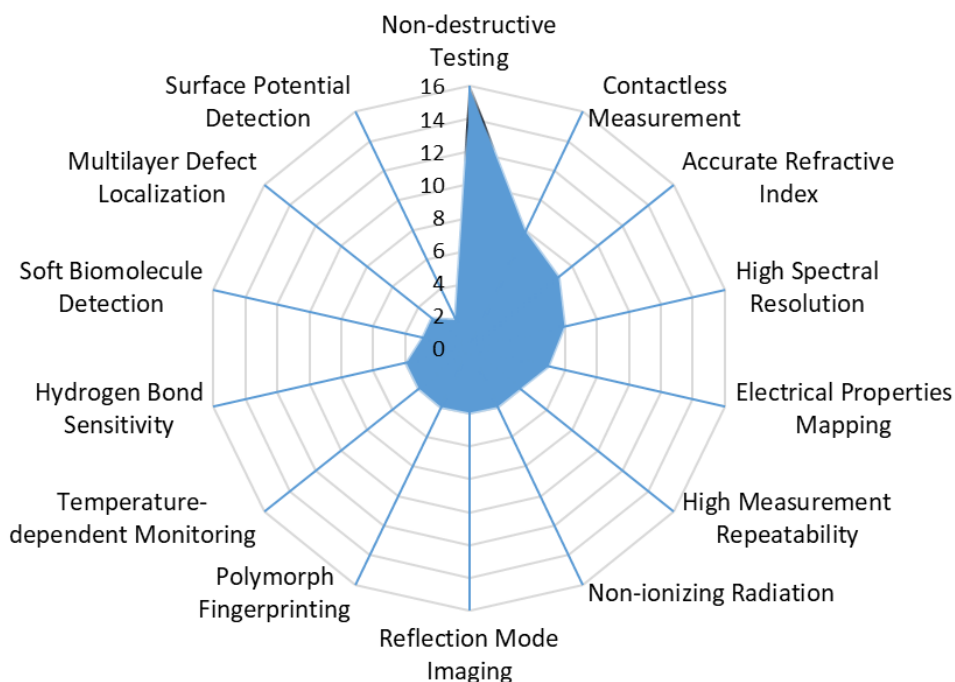 Non-destructive
Testing
Surface Potential
Detection
Contactless
Measurement
Multilayer Defect
Localization
Accurate Refractive
Index
Soft Biomolecule
Detection
High Spectral
Resolution
Hydrogen Bond
Sensitivity
Electrical Properties
Mapping
Temperature-
dependent Monitoring
High Measurement
Repeatability
Polymorph
Fingerprinting
Non-ionizing Radiation
Reflection Mode
Imaging
16
14
12
10
8
6
4
2
0